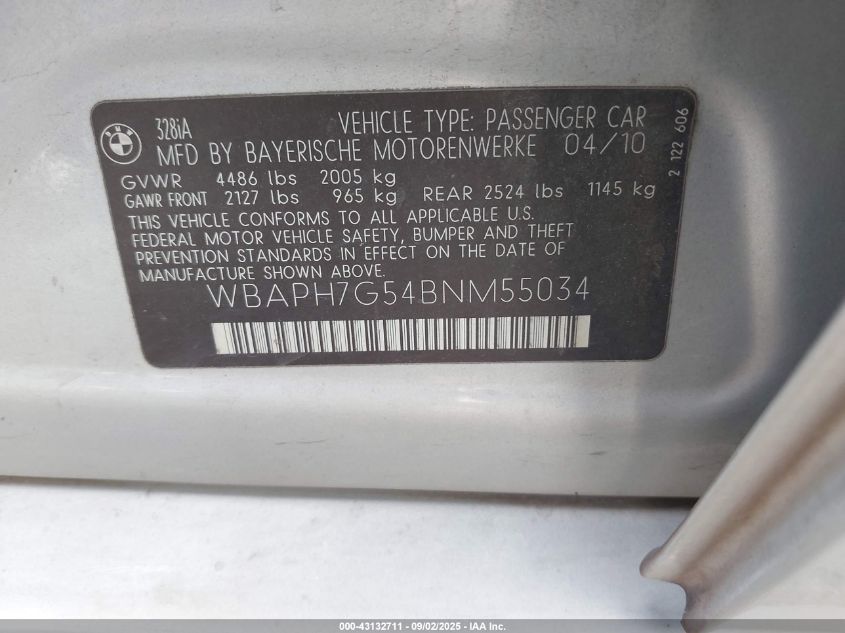 BMW
328iA
VEHICLE TYPE: PASSENGER CAR
MFD BY BAYERISCHE MOTORENWERKE 04/10
GVWR 4486 lbs 2005 kg
GAWR FRONT 2127 lbs 965 kg REAR 2524 lbs 1145 kg
THIS VEHICLE CONFORMS TO ALL APPLICABLE U.S.
FEDERAL MOTOR VEHICLE SAFETY, BUMPER AND THEFT
PREVENTION STANDARDS IN EFFECT ON THE DATE OF
MANUFACTURE SHOWN ABOVE.
WBAPH7G54BNM55034
2 122 606
000-43132711 - 09/02/2025 - IAA Inc.